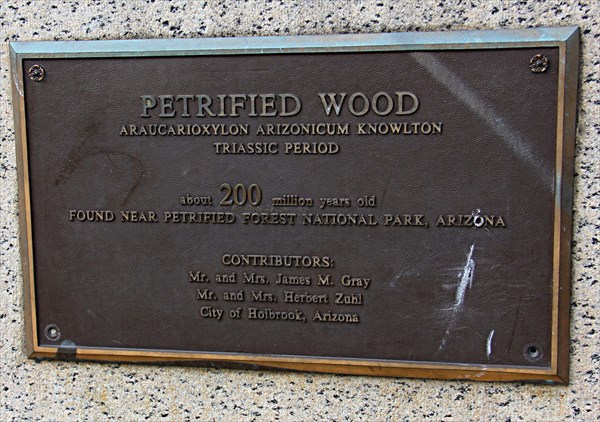 PETRIFIED WOOD
ARAUCARIOXYLON ARIZONICUM KNOWLTON
TRIASSIC PERIOD
about 200 million years old
FOUND NEAR PETRIFIED FOREST NATIONAL PARK, ARIZONA
CONTRIBUTORS:
Mr. and Mrs. James M. Gray
Mr. and Mrs. Herbert Zuhl
City of Holbrook, Arizona